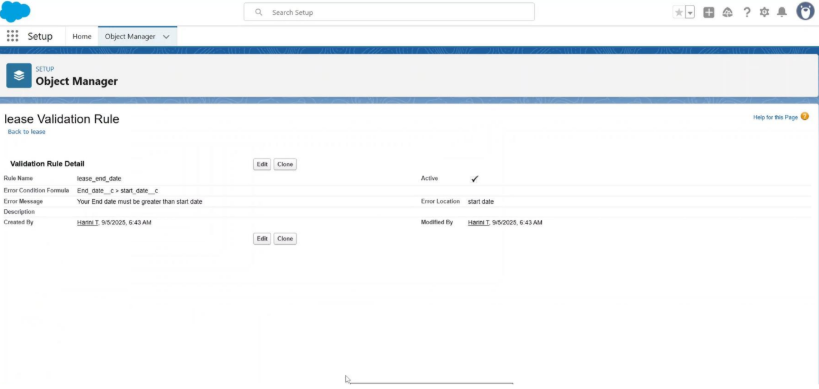 Search Setup
Setup Home Object Manager
SETUP
Object Manager
lease Validation Rule
Help for this Page
Back to lease
Validation Rule Detail Edit Clone
Rule Name lease_end_date Active
Error Condition Formula End_date__c > start_date__c
Error Message Your End date must be greater than start date Error Location start date
Description
Created By Harini T, 9/5/2025, 6:43 AM Modified By Harini T, 9/5/2025, 6:43 AM
Edit Clone